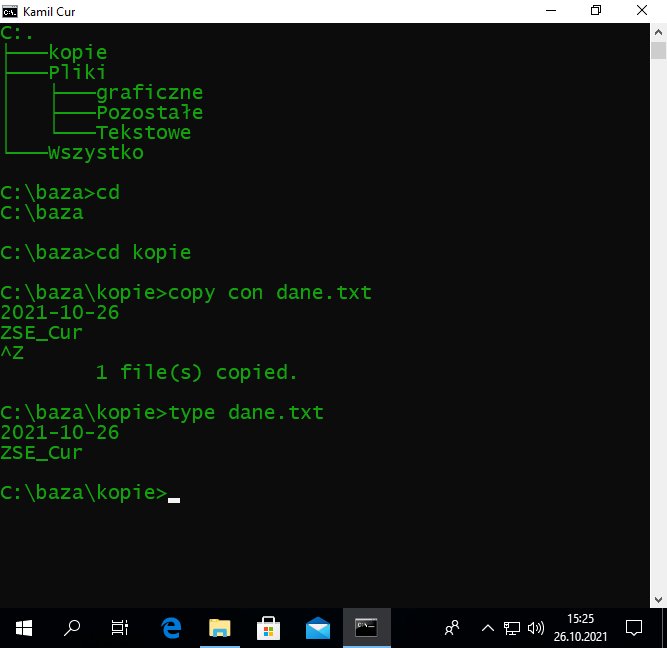 Kamil Cur
C:.
├───kopie
├───Pliki
│   ├───graficzne
│   ├───Pozostałe
│   └───Tekstowe
└───Wszystko
C:\baza>cd
C:\baza
C:\baza>cd kopie
C:\baza\kopie>copy con dane.txt
2021-10-26
ZSE_Cur
^Z
        1 file(s) copied.
C:\baza\kopie>type dane.txt
2021-10-26
ZSE_Cur
C:\baza\kopie>
15:25
26.10.2021